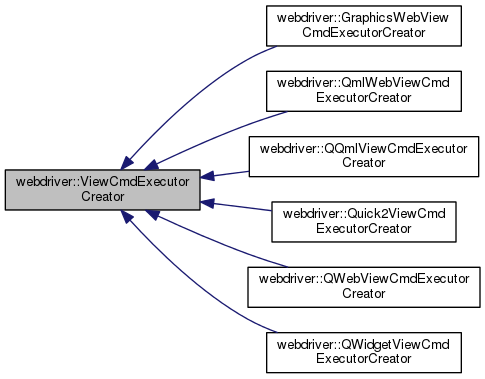 webdriver::GraphicsWebView
CmdExecutorCreator
webdriver::QmlWebViewCmd
ExecutorCreator
webdriver::QQmlViewCmdExecutor
Creator
webdriver::ViewCmdExecutor
Creator
webdriver::Quick2ViewCmd
ExecutorCreator
webdriver::QWebViewCmdExecutor
Creator
webdriver::QWidgetViewCmd
ExecutorCreator